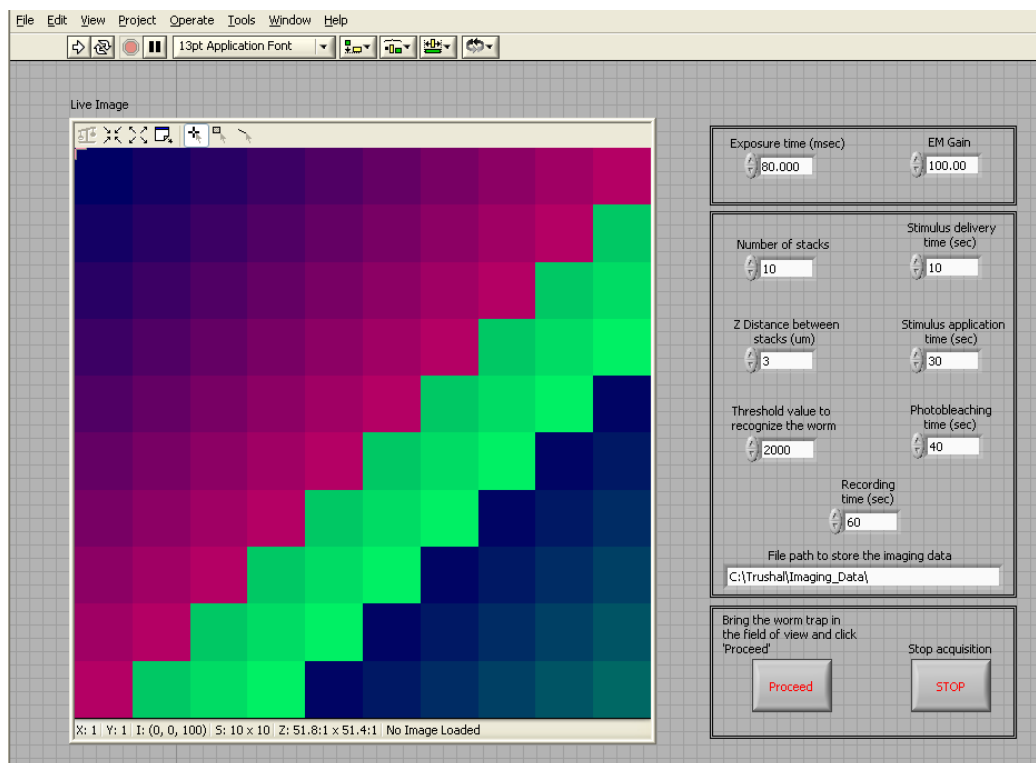 File Edit View Project Operate Tools Window Help
13pt Application Font
Live Image
X: 1 Y: 1 I: (0, 0, 100) S: 10 x 10 Z: 51.8:1 x 51.4:1 No Image Loaded
Exposure time (msec)
80.000
EM Gain
100.00
Number of stacks
10
Stimulus delivery
time (sec)
10
Z Distance between
stacks (um)
3
Stimulus application
time (sec)
30
Threshold value to
recognize the worm
2000
Photobleaching
time (sec)
40
Recording
time (sec)
60
File path to store the imaging data
C:\Trushal\Imaging_Data\
Bring the worm trap in
the field of view and click
'Proceed'
Proceed
Stop acquisition
STOP